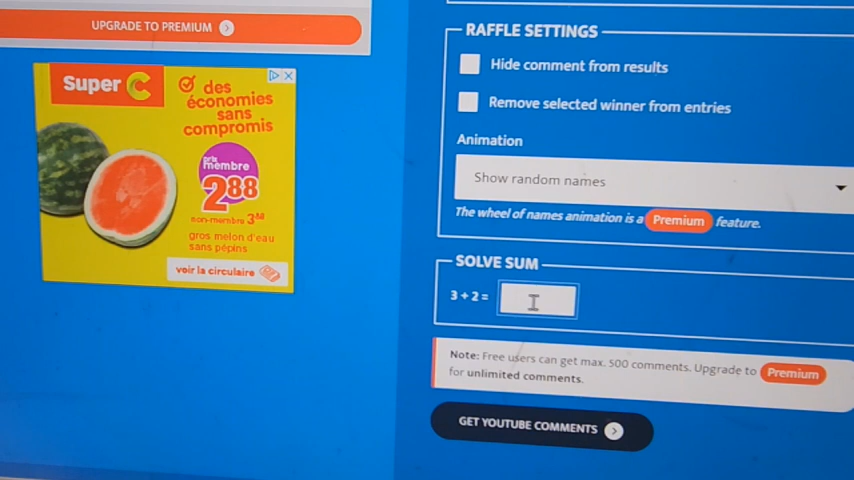 UPGRADE TO PREMIUM
Super C
des
économies
sans
compromis
prix
membre
2 88
non-membre 3 48
gros melon d'eau
sans pépins
voir la circulaire
RAFFLE SETTINGS
Hide comment from results
Remove selected winner from entries
Animation
Show random names
The wheel of names animation is a Premium feature.
SOLVE SUM
3 + 2 =
Note: Free users can get max. 500 comments. Upgrade to Premium
for unlimited comments.
GET YOUTUBE COMMENTS